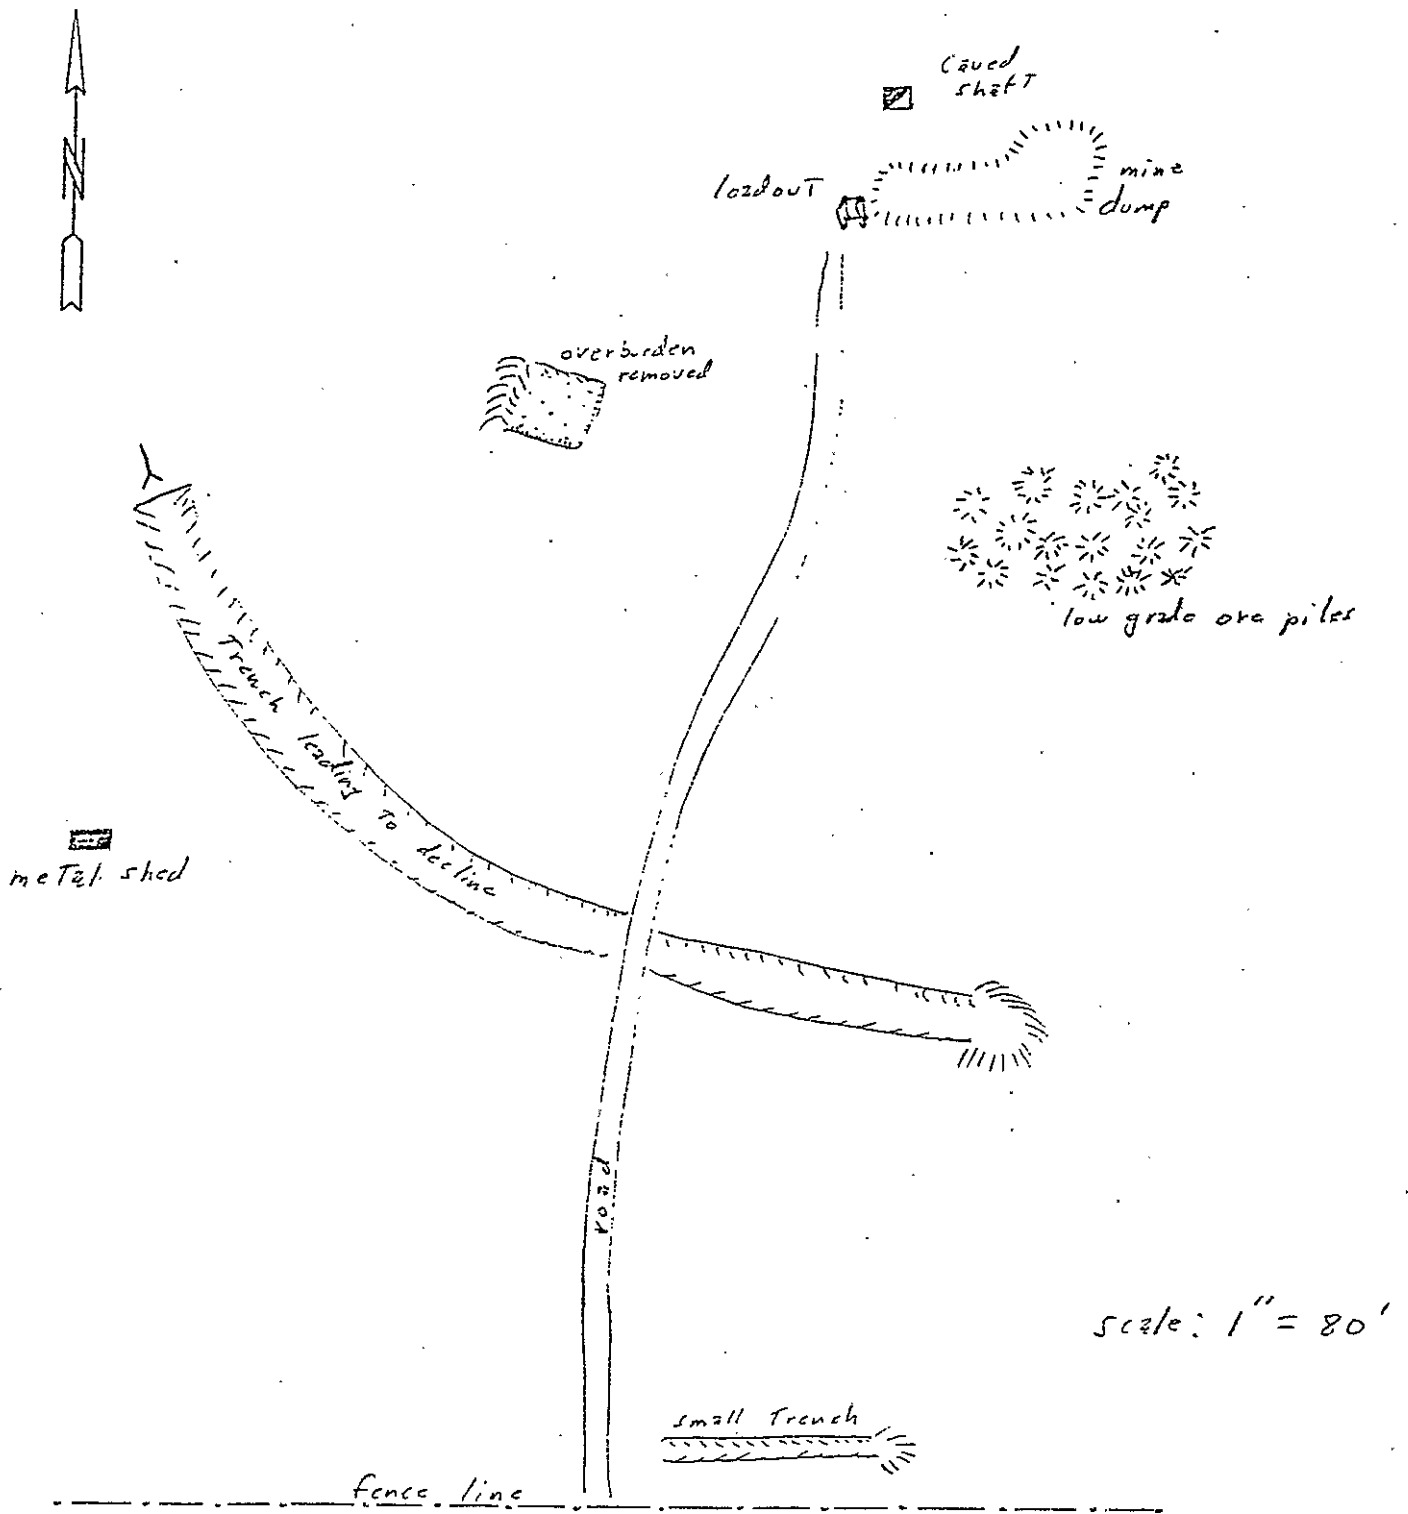 N
Caved
shaft
loadout
mine
dump
overburden
removed
low grade ore piles
Trench leading To decline
metal shed
road
scale: 1" = 80'
small Trench
fence line